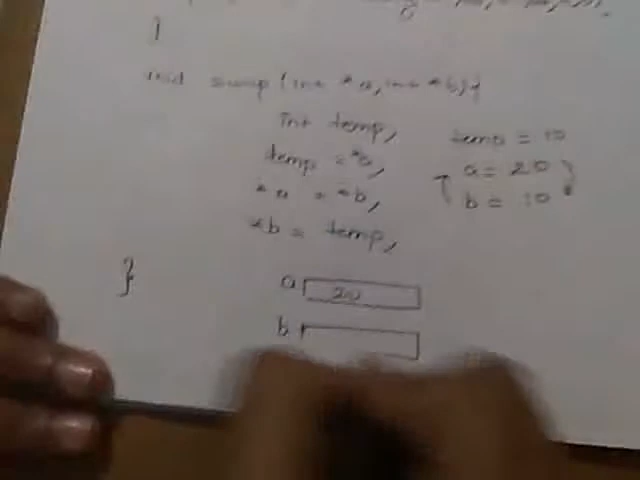 }
void swap (int *a, int *b) {
int temp,
temp = *a,
*a = *b,
*b = temp,
}
temp = 10
a = 20
b = 10
a 20
b